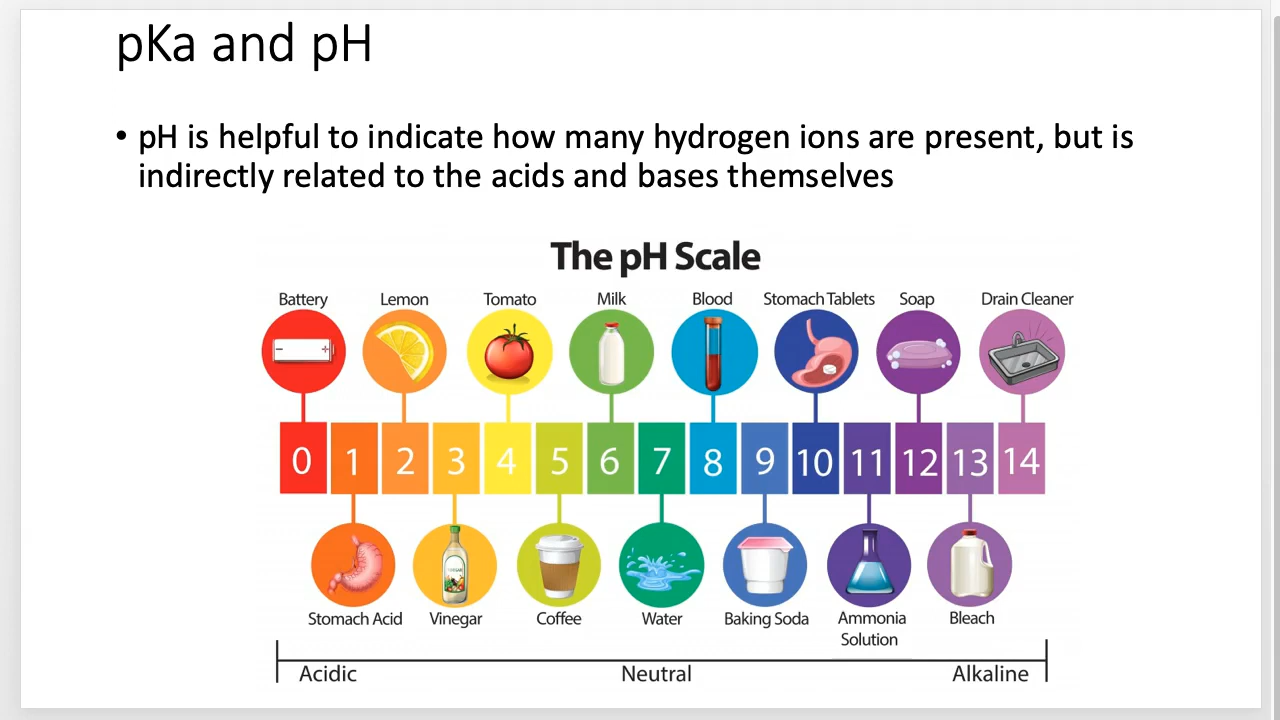 pKa and pH
• pH is helpful to indicate how many hydrogen ions are present, but is
indirectly related to the acids and bases themselves
The pH Scale
Battery Lemon Tomato Milk Blood Stomach Tablets Soap Drain Cleaner
- +
0 1 2 3 4 5 6 7 8 9 10 11 12 13 14
VINEGAR
Stomach Acid Vinegar Coffee Water Baking Soda Ammonia Solution Bleach
Acidic Neutral Alkaline